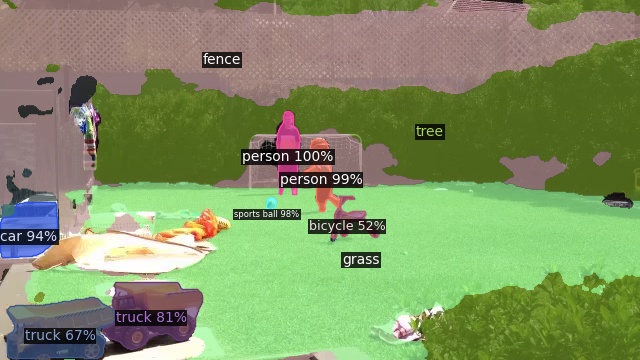 fence
tree
person 100%
person 99%
sports ball 98%
bicycle 52%
car 94%
grass
truck 81%
truck 67%